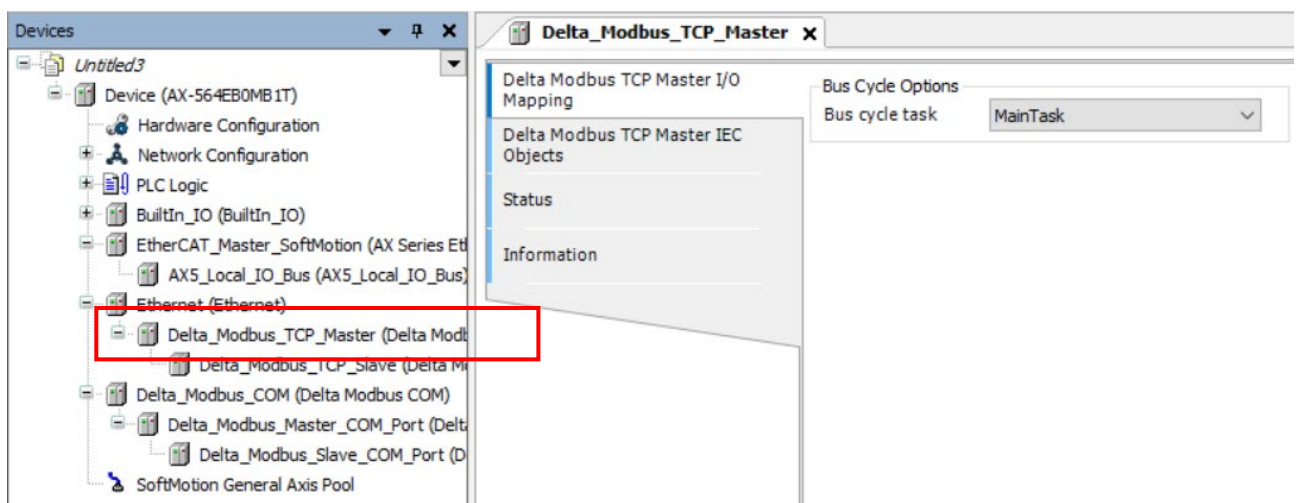 Devices
Untitled3
Device (AX-564EB0MB1T)
Hardware Configuration
Network Configuration
PLC Logic
BuiltIn_IO (BuiltIn_IO)
EtherCAT_Master_SoftMotion (AX Series Et
AX5_Local_IO_Bus (AX5_Local_IO_Bus)
Ethernet (Ethernet)
Delta_Modbus_TCP_Master (Delta Modb
Delta_Modbus_TCP_Slave (Delta M
Delta_Modbus_COM (Delta Modbus COM)
Delta_Modbus_Master_COM_Port (Delt
Delta_Modbus_Slave_COM_Port (D
SoftMotion General Axis Pool
Delta_Modbus_TCP_Master
Delta Modbus TCP Master I/O
Mapping
Delta Modbus TCP Master IEC
Objects
Status
Information
Bus Cycle Options
Bus cycle task MainTask